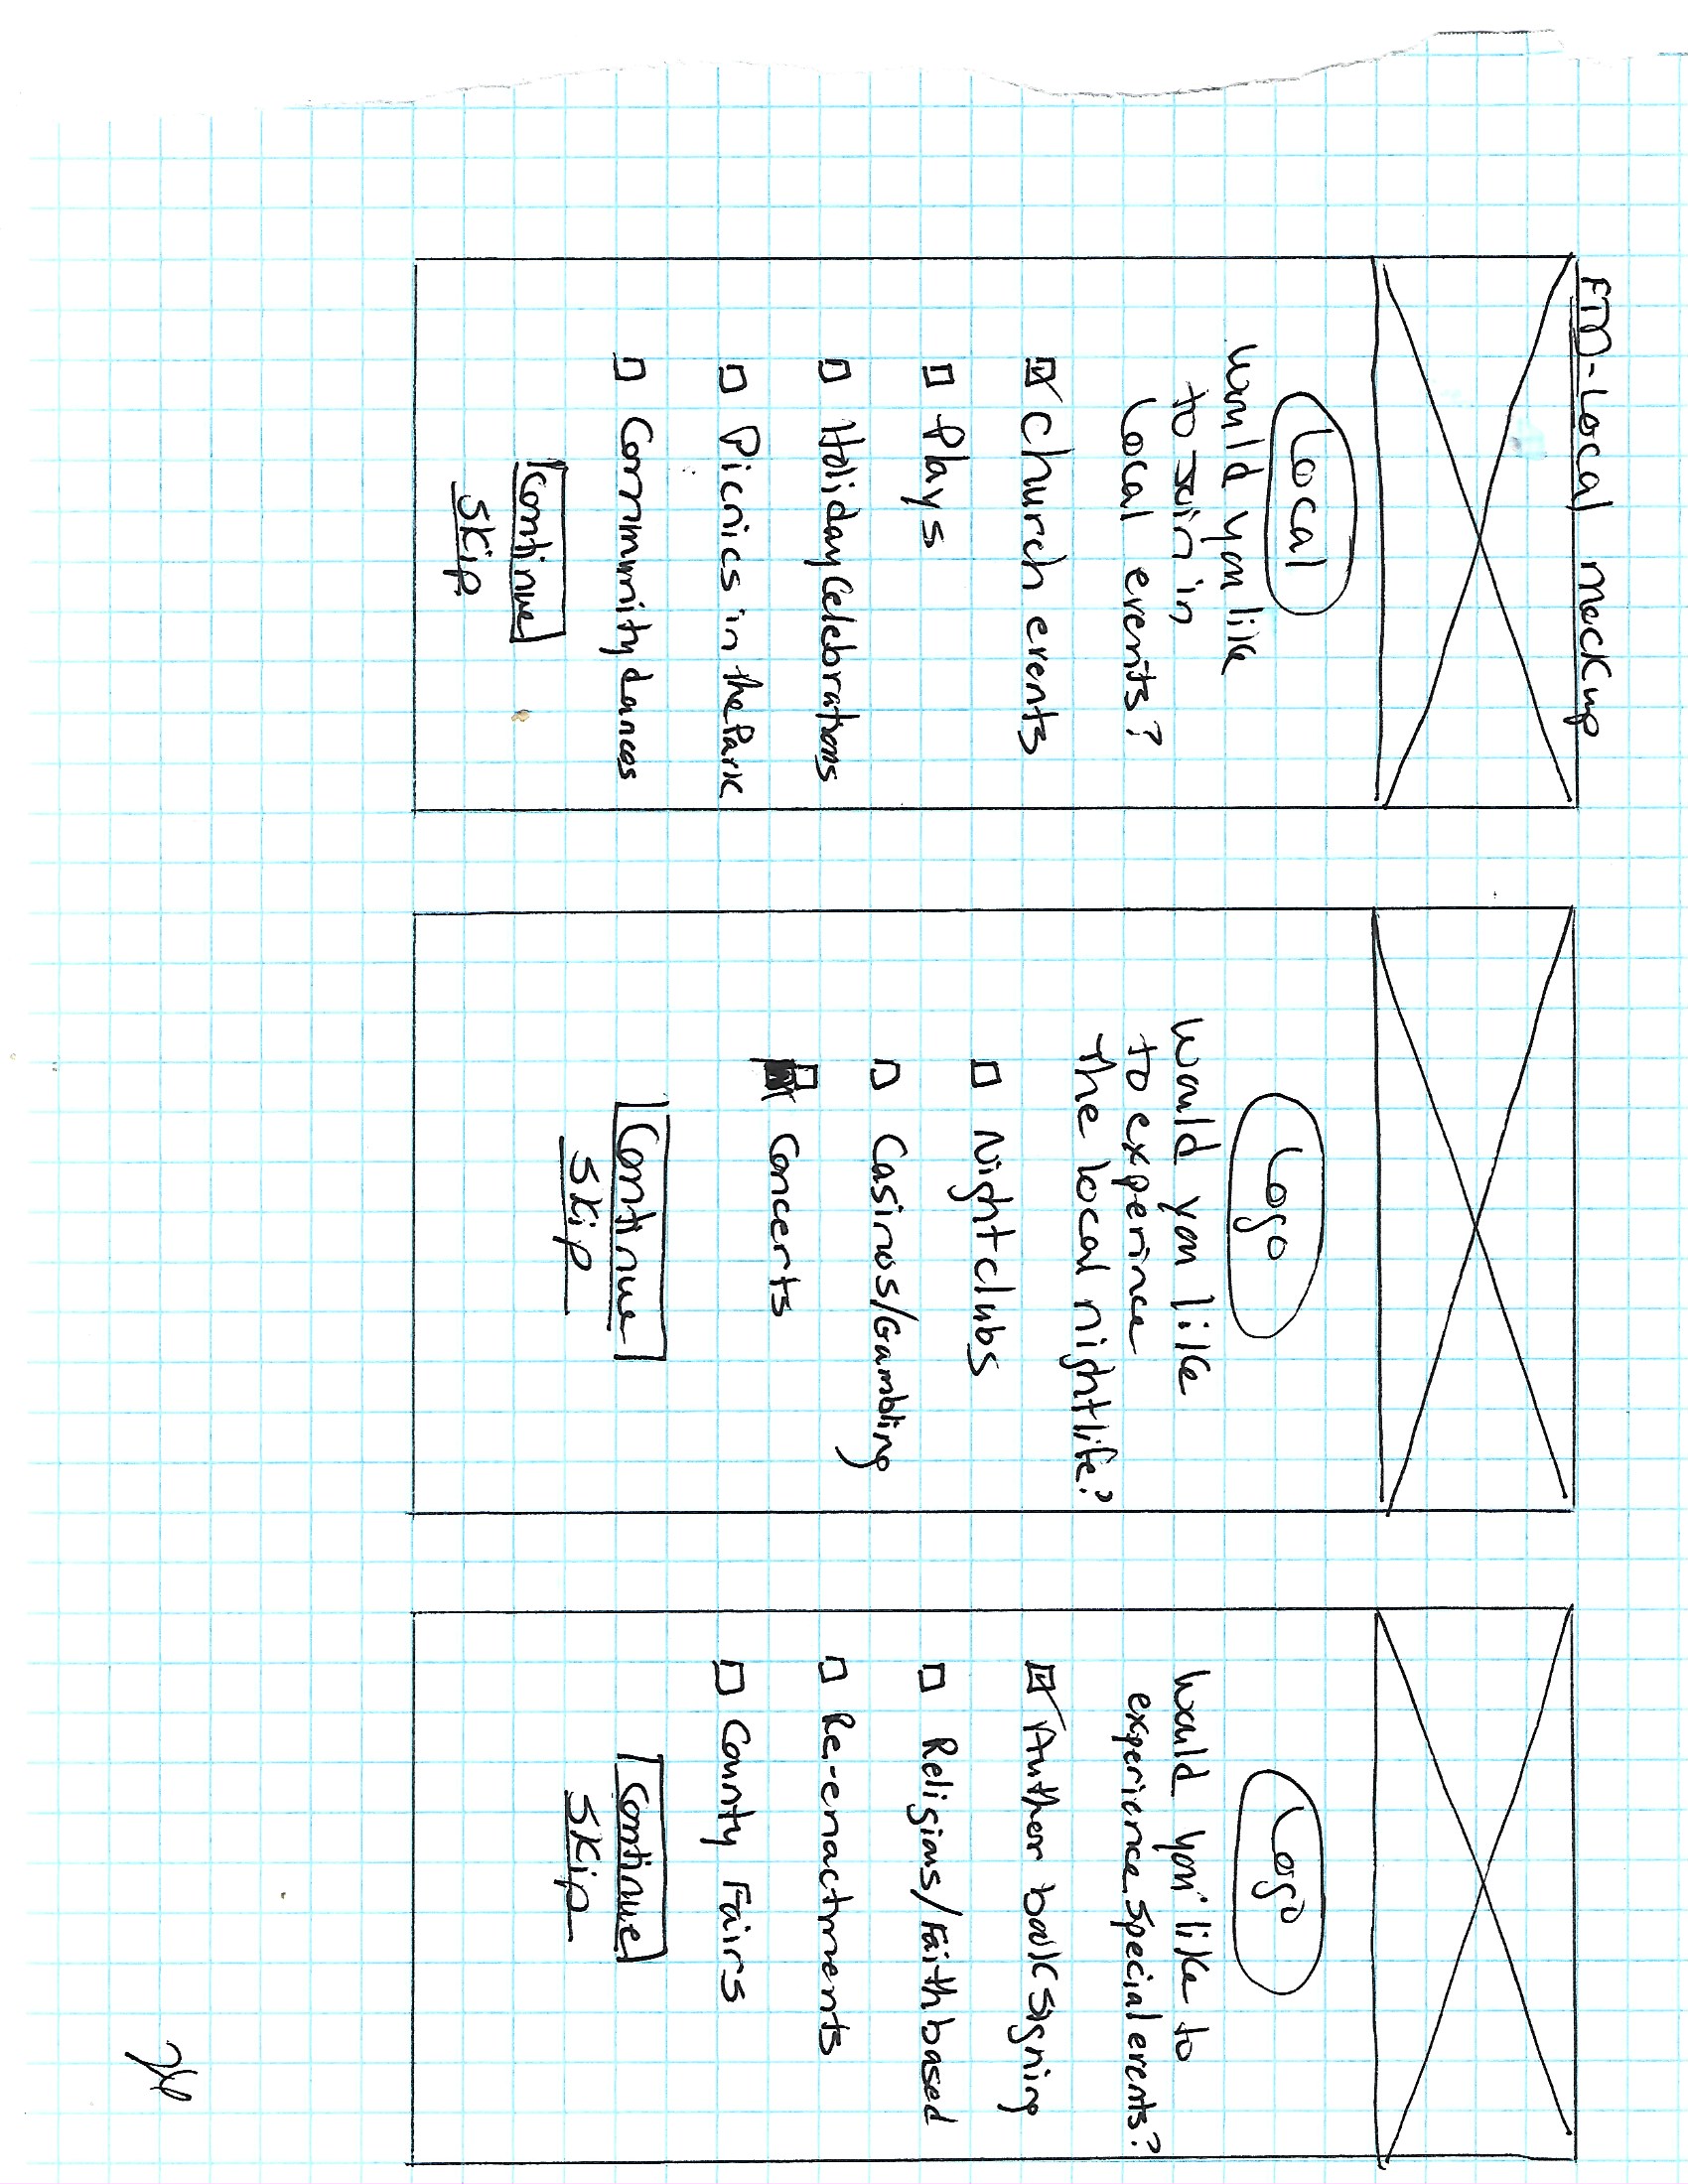 FTM-Local mockup
Local
Would you like
to join in
Local events?
Church events
Plays
Holiday Celebrations
Picnics in the Park
Community dances
Continue
Skip
Logo
Would you like
to experience
The local nightlife?
Nightclubs
Casinos/Gambling
Concerts
Continue
Skip
Logo
Would you like to
experience special events?
Author book signing
Religious/Faith based
Re-enactments
County Fairs
Continue
Skip